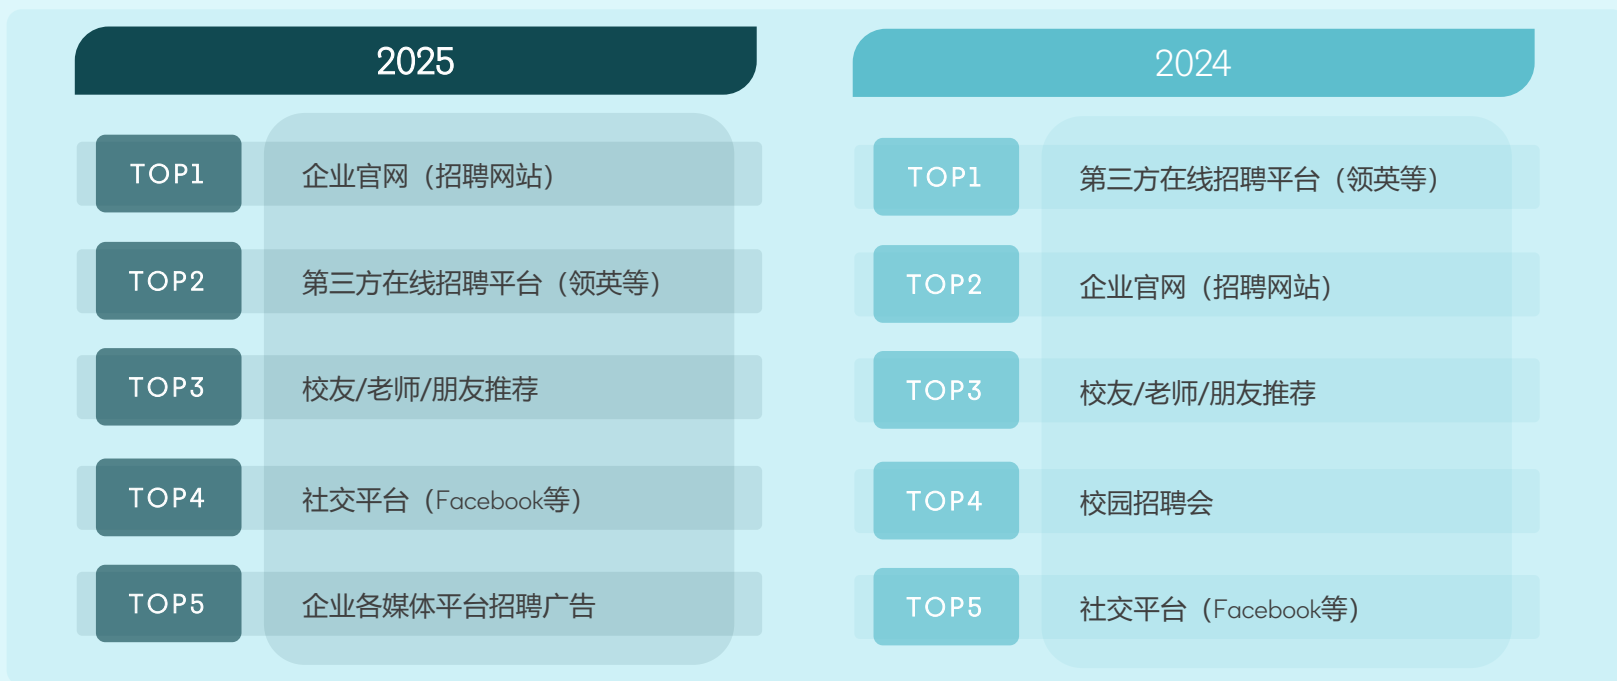 2025
TOP1
企业官网（招聘网站）
TOP2
第三方在线招聘平台（领英等）
TOP3
校友/老师/朋友推荐
TOP4
社交平台（Facebook等）
TOP5
企业各媒体平台招聘广告
2024
TOP1
第三方在线招聘平台（领英等）
TOP2
企业官网（招聘网站）
TOP3
校友/老师/朋友推荐
TOP4
校园招聘会
TOP5
社交平台（Facebook等）